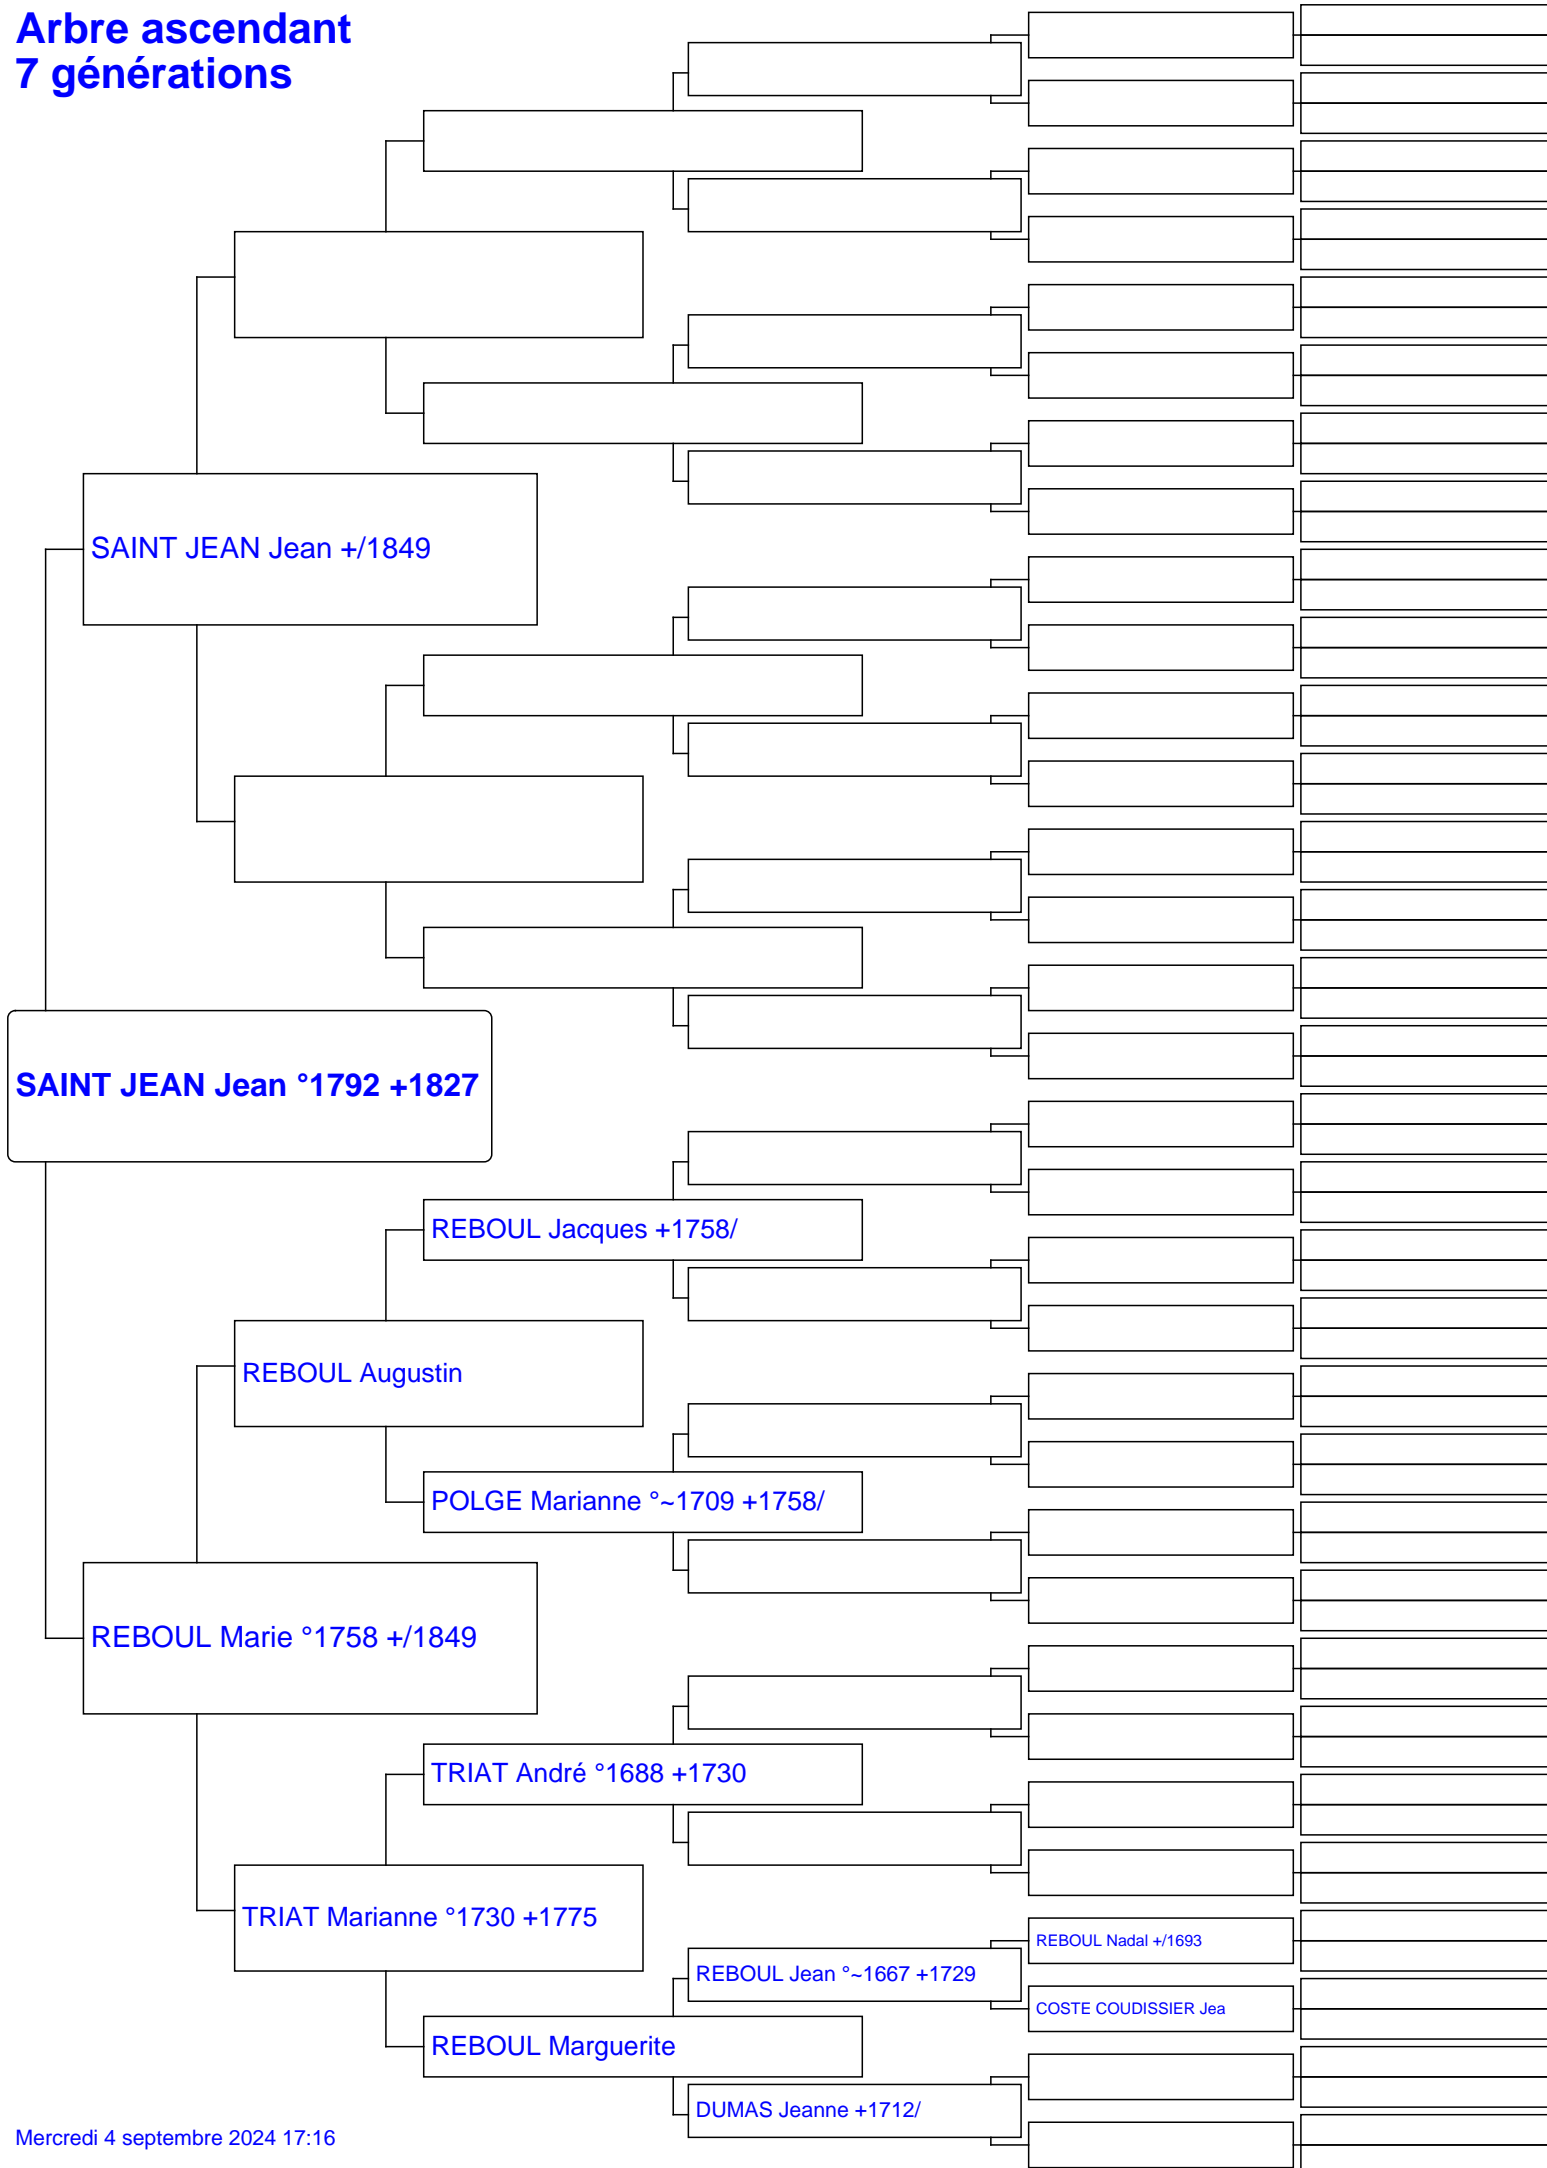 Arbre ascendant
7 générations
SAINT JEAN Jean +/1849
SAINT JEAN Jean °1792 +1827
REBOUL Jacques +1758/
REBOUL Augustin
POLGE Marianne °~1709 +1758/
REBOUL Marie °1758 +/1849
TRIAT André °1688 +1730
TRIAT Marianne °1730 +1775
REBOUL Nadal +/1693
REBOUL Jean °~1667 +1729
COSTE COUDISSIER Jea
REBOUL Marguerite
DUMAS Jeanne +1712/
Mercredi 4 septembre 2024 17:16